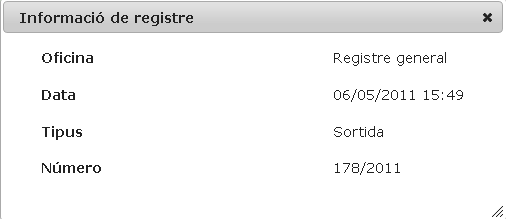 Informació de registre
Oficina Registre general
Data 06/05/2011 15:49
Tipus Sortida
Número 178/2011